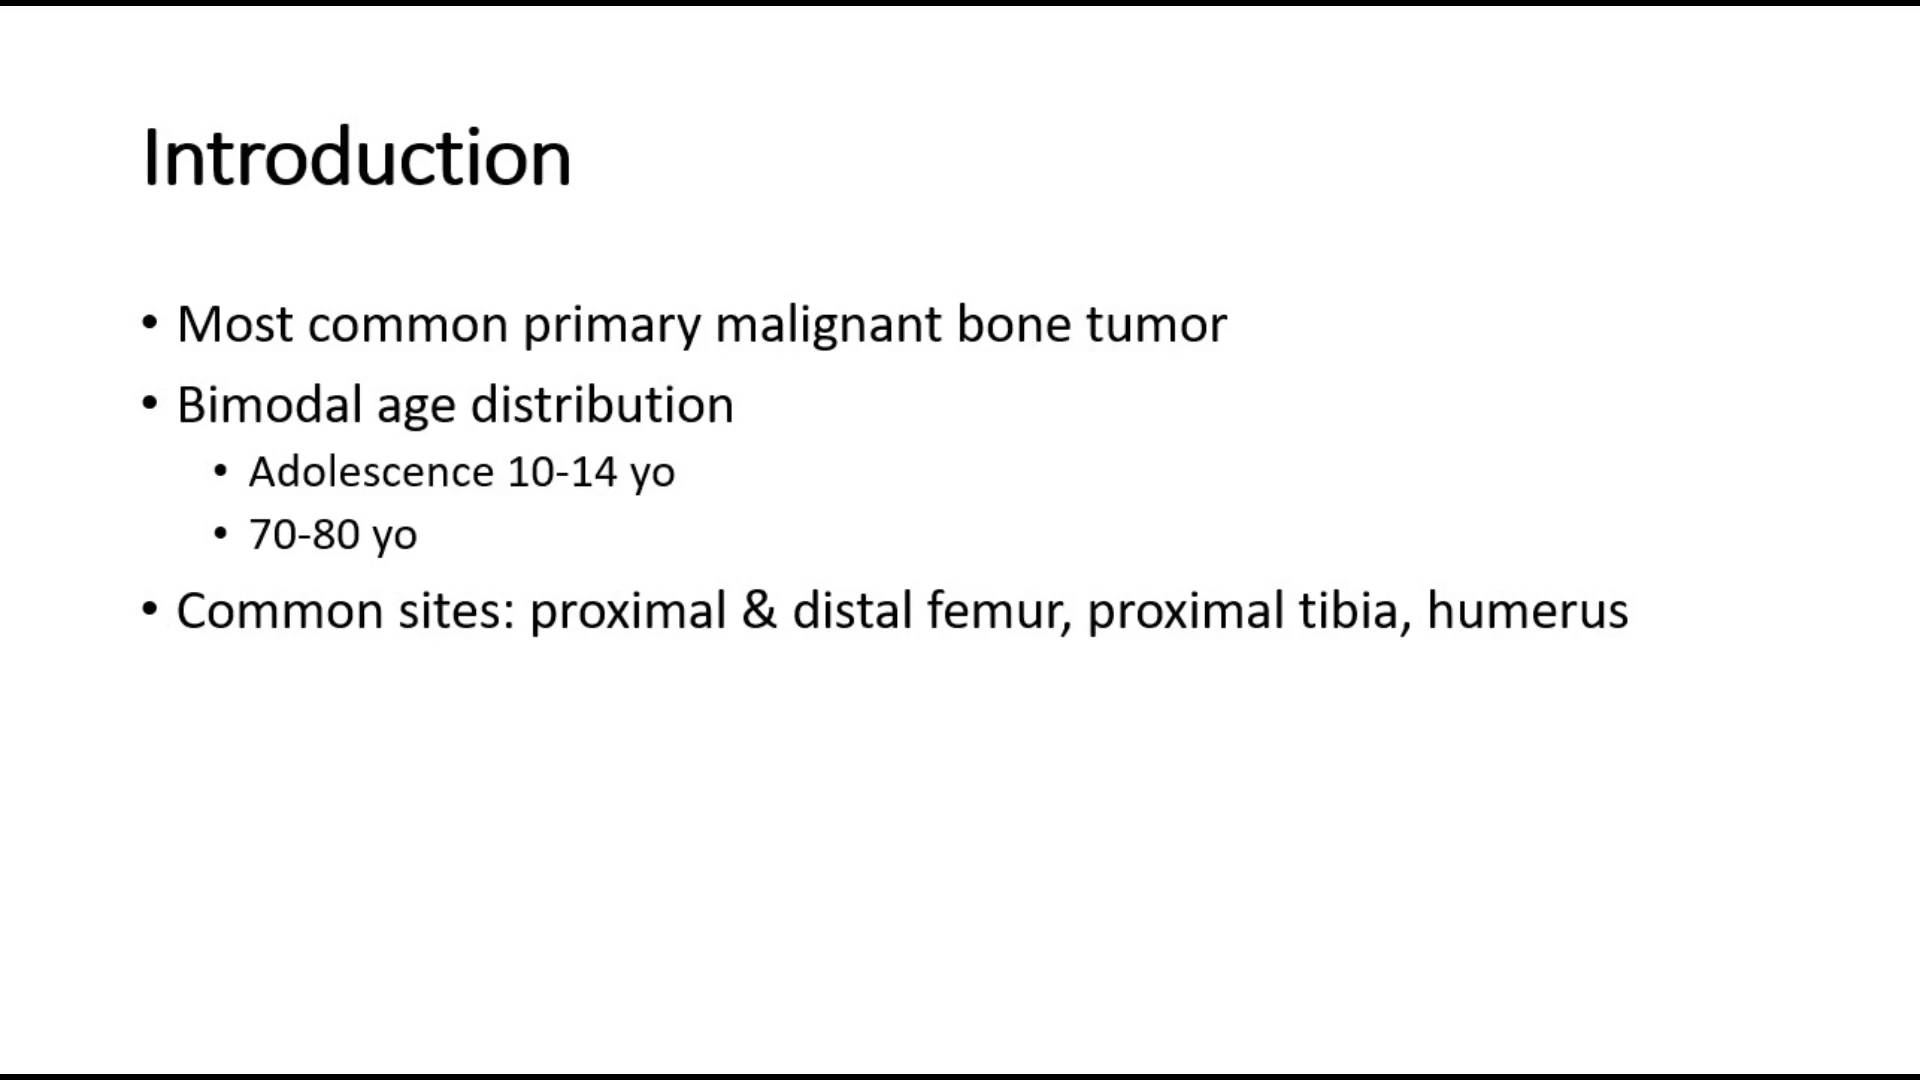 Introduction
• Most common primary malignant bone tumor
• Bimodal age distribution
• Adolescence 10-14 yo
• 70-80 yo
• Common sites: proximal & distal femur, proximal tibia, humerus